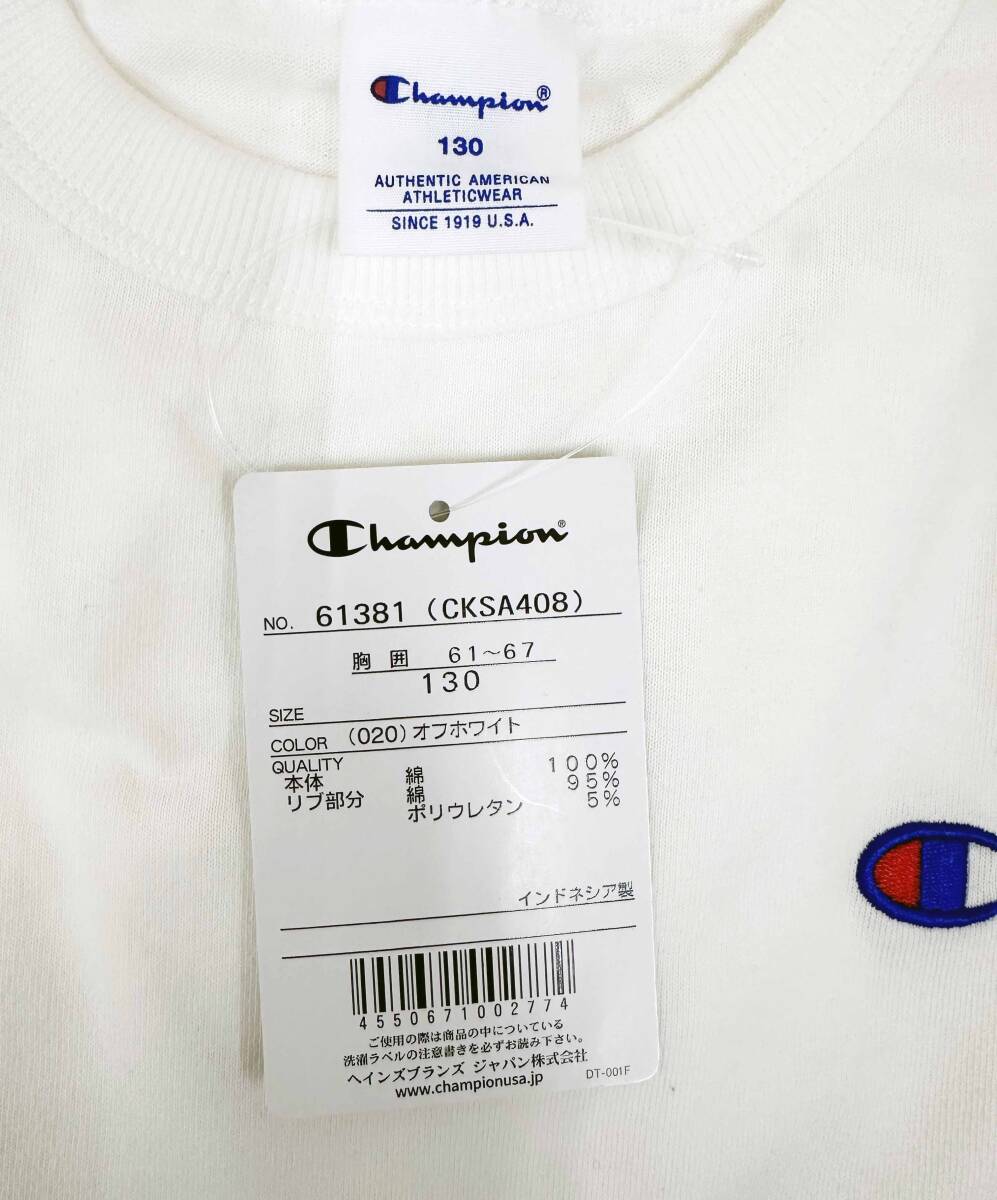 Champion®
130
AUTHENTIC AMERICAN
ATHLETICWEAR
SINCE 1919 U.S.A.
Champion®
NO. 61381 (CKSA408)
胸囲 61〜67
130
SIZE
COLOR (020)オフホワイト
QUALITY
本体 綿 100%
リブ部分 綿 95%
ポリウレタン 5%
インドネシア製
4550671002774
ご使用の際は商品の中についている
洗濯ラベルの注意書きを必ずお読み下さい。
ヘインズブランズ ジャパン株式会社
www.championusa.jp
DT-001F